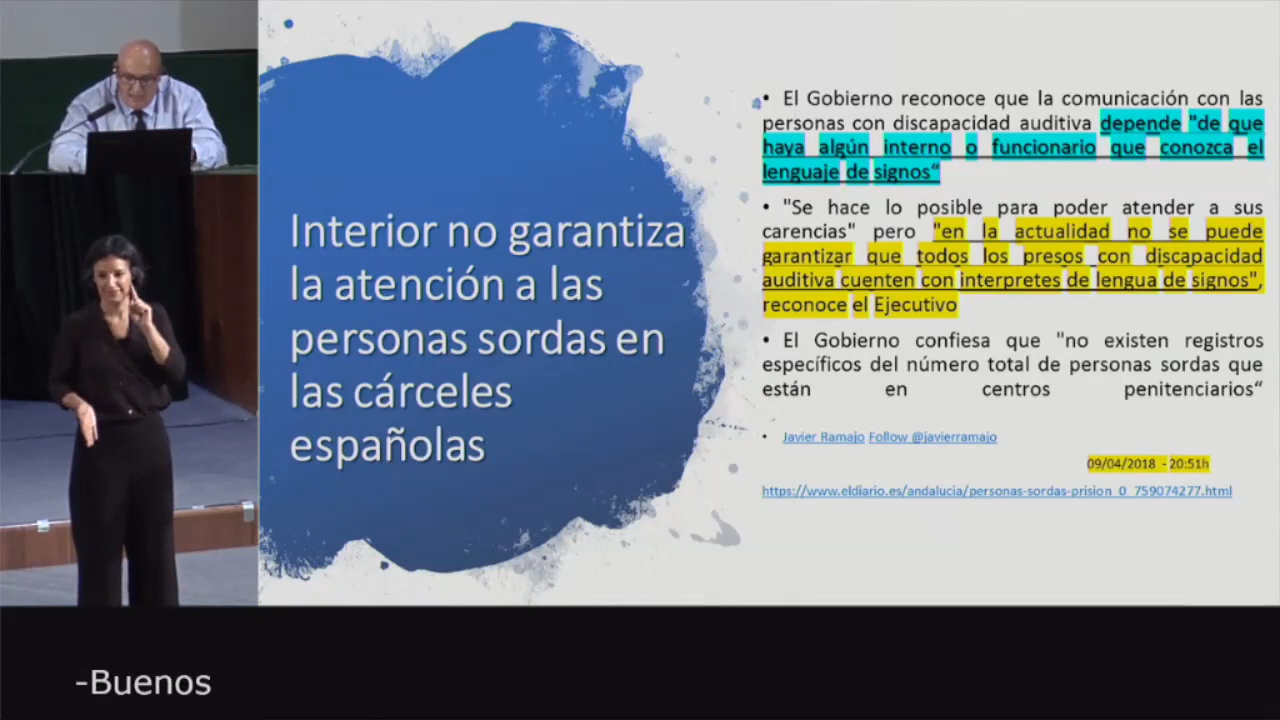 Interior no garantiza
la atención a las
personas sordas en
las cárceles
españolas
• El Gobierno reconoce que la comunicación con las
personas con discapacidad auditiva depende "de que
haya algún interno o funcionario que conozca el
lenguaje de signos“
• "Se hace lo posible para poder atender a sus
carencias" pero "en la actualidad no se puede
garantizar que todos los presos con discapacidad
auditiva cuenten con interpretes de lengua de signos",
reconoce el Ejecutivo
• El Gobierno confiesa que "no existen registros
específicos del número total de personas sordas que
están en centros penitenciarios“
• Javier Ramajo Follow @javierramajo
09/04/2018 - 20:51h
https://www.eldiario.es/andalucia/personas-sordas-prision_0_759074277.html
-Buenos